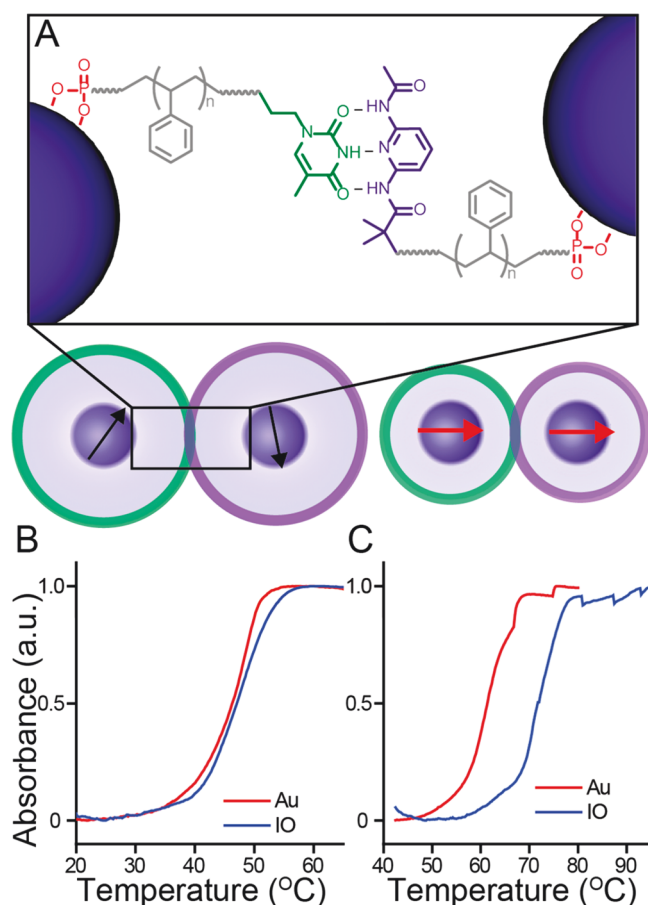 A
O
O P
O
n
O
N
NH
O
HN
N
HN
O
n
O
P O
O
B
C
Absorbance (a.u.)
1.0
0.5
0
Au
IO
20 30 40 50 60
Temperature (°C)
1.0
0.5
0
Au
IO
40 50 60 70 80 90
Temperature (°C)